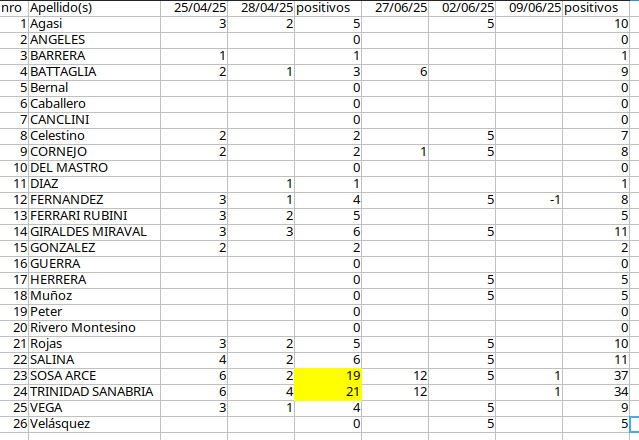 nro Apellido(s) 25/04/25 28/04/25 positivos 27/06/25 02/06/25 09/06/25 positivos
1 Agasi 3 2 5 5 10
2 ANGELES 0 0
3 BARRERA 1 1 1
4 BATTAGLIA 2 1 3 6 9
5 Bernal 0 0
6 Caballero 0 0
7 CANCLINI 0 0
8 Celestino 2 2 5 7
9 CORNEJO 2 2 1 5 8
10 DEL MASTRO 0 0
11 DIAZ 1 1 1
12 FERNANDEZ 3 1 4 5 -1 8
13 FERRARI RUBINI 3 2 5 5
14 GIRALDES MIRAVAL 3 3 6 5 11
15 GONZALEZ 2 2 2
16 GUERRA 0 0
17 HERRERA 0 5 5
18 Muñoz 0 5 5
19 Peter 0 0
20 Rivero Montesino 0 0
21 Rojas 3 2 5 5 10
22 SALINA 4 2 6 5 11
23 SOSA ARCE 6 2 19 12 5 1 37
24 TRINIDAD SANABRIA 6 4 21 12 1 34
25 VEGA 3 1 4 5 9
26 Velásquez 0 5 5